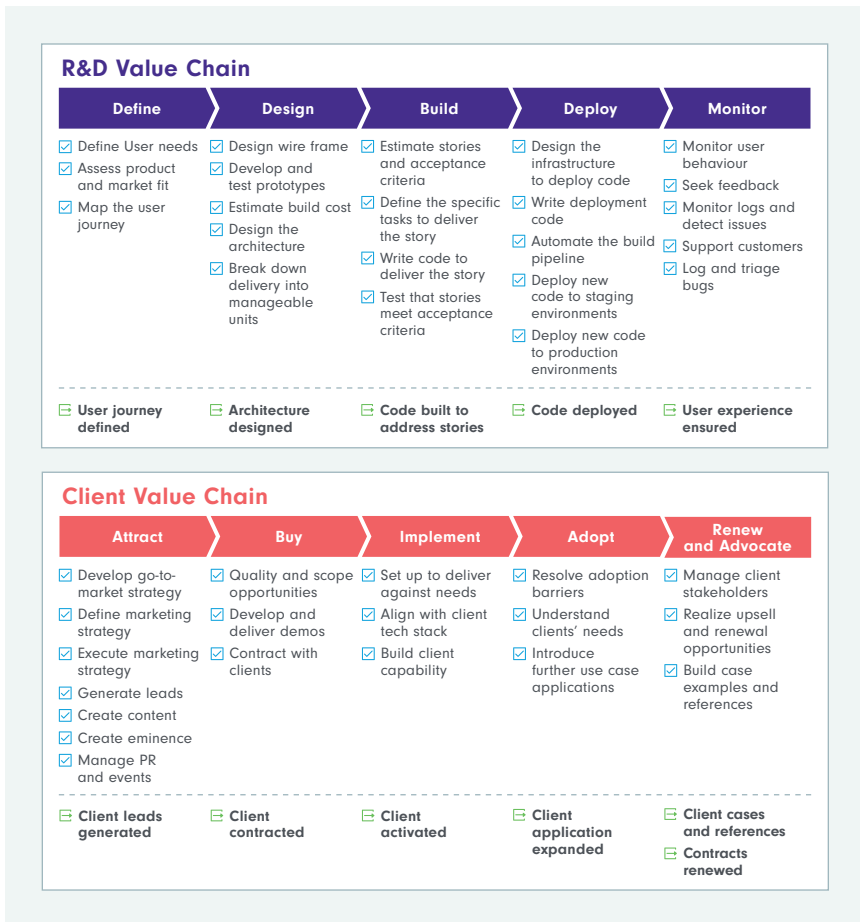 R&D Value Chain
Define
Design
Build
Deploy
Monitor
Define User needs
Assess product
and market fit
Map the user
journey
Design wire frame
Develop and
test prototypes
Estimate build cost
Design the
architecture
Break down
delivery into
manageable
units
Estimate stories
and acceptance
criteria
Define the specific
tasks to deliver
the story
Write code to
deliver the story
Test that stories
meet acceptance
criteria
Design the
infrastructure
to deploy code
Write deployment
code
Automate the build
pipeline
Deploy new
code to staging
environments
Deploy new code
to production
environments
Monitor user
behaviour
Seek feedback
Monitor logs and
detect issues
Support customers
Log and triage
bugs
User journey
defined
Architecture
designed
Code built to
address stories
Code deployed
User experience
ensured
Client Value Chain
Attract
Buy
Implement
Adopt
Renew
and Advocate
Develop go-to-
market strategy
Define marketing
strategy
Execute marketing
strategy
Generate leads
Create content
Create eminence
Manage PR
and events
Quality and scope
opportunities
Develop and
deliver demos
Contract with
clients
Set up to deliver
against needs
Align with client
tech stack
Build client
capability
Resolve adoption
barriers
Understand
clients' needs
Introduce
further use case
applications
Manage client
stakeholders
Realize upsell
and renewal
opportunities
Build case
examples and
references
Client leads
generated
Client
contracted
Client
activated
Client
application
expanded
Client cases
and references
Contracts
renewed